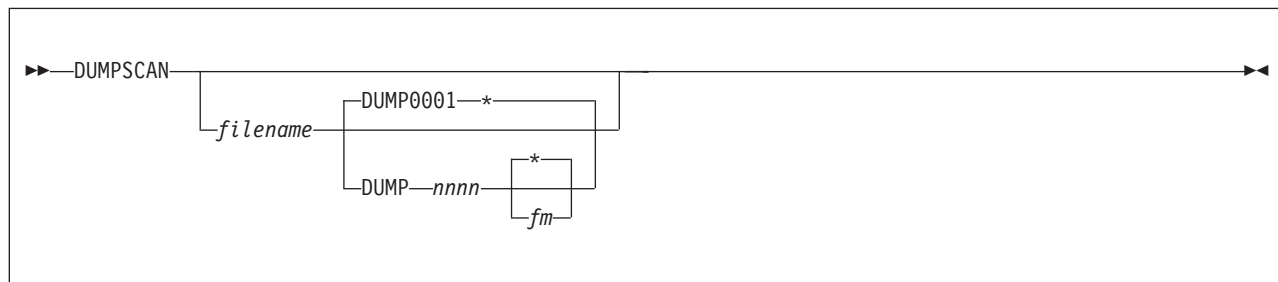 DUMPSCAN
DUMP0001 *
filename
*
DUMP nnnn
fm